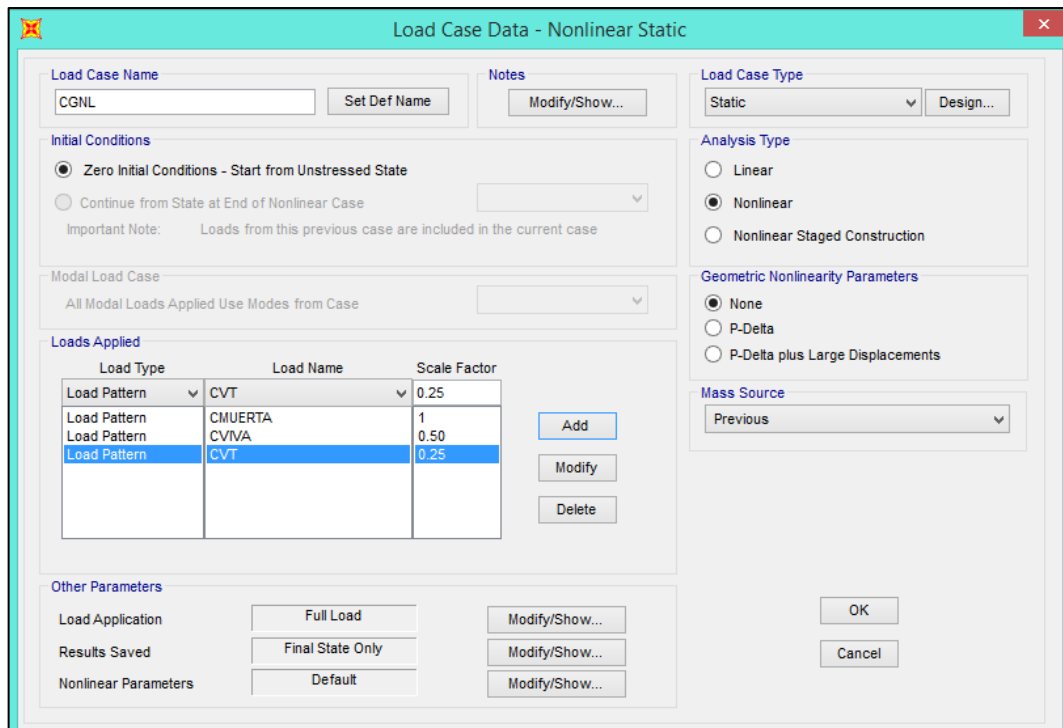 Load Case Data - Nonlinear Static
×
Load Case Name
CGNL
Set Def Name
Notes
Modify/Show...
Load Case Type
Static
Design...
Initial Conditions
Zero Initial Conditions - Start from Unstressed State
Continue from State at End of Nonlinear Case
Important Note: Loads from this previous case are included in the current case
Analysis Type
Linear
Nonlinear
Nonlinear Staged Construction
Modal Load Case
All Modal Loads Applied Use Modes from Case
Geometric Nonlinearity Parameters
None
P-Delta
P-Delta plus Large Displacements
Loads Applied
Load Type Load Name Scale Factor
Load Pattern CVT 0.25
Load Pattern CMUERTA 1
Load Pattern CVIVA 0.50
Load Pattern CVT 0.25
Add
Modify
Delete
Mass Source
Previous
Other Parameters
Load Application Full Load Modify/Show...
Results Saved Final State Only Modify/Show...
Nonlinear Parameters Default Modify/Show...
OK
Cancel